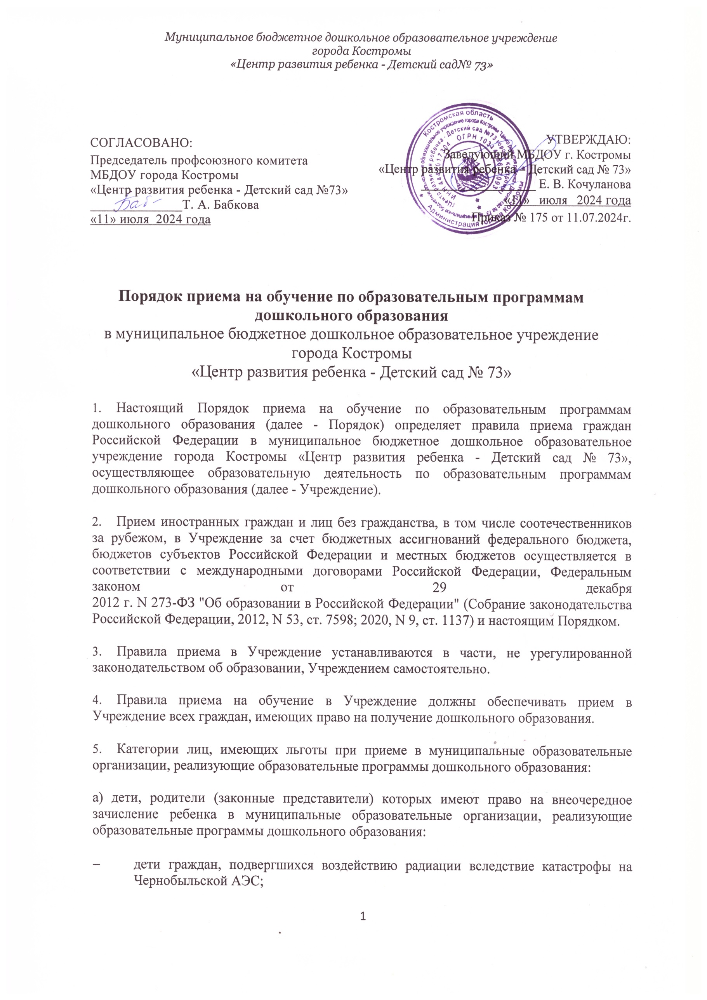 Муниципальное бюджетное дошкольное образовательное учреждение
города Костромы
«Центр развития ребенка - Детский сад№ 73»
СОГЛАСОВАНО:
Председатель профсоюзного комитета
МБДОУ города Костромы
«Центр развития ребенка - Детский сад №73»
Т. А. Бабкова
«11» июля 2024 года
УТВЕРЖДАЮ:
Заведующий МБДОУ г. Костромы
«Центр развития ребенка – Детский сад № 73»
Е. В. Кочуланова
«11» июля 2024 года
Приказ № 175 от 11.07.2024г.
Костромская область
Администрация города Костромы
Порядок приема на обучение по образовательным программам
дошкольного образования
в муниципальное бюджетное дошкольное образовательное учреждение
города Костромы
«Центр развития ребенка - Детский сад № 73»
1. Настоящий Порядок приема на обучение по образовательным программам
дошкольного образования (далее - Порядок) определяет правила приема граждан
Российской Федерации в муниципальное бюджетное дошкольное образовательное
учреждение города Костромы «Центр развития ребенка - Детский сад № 73»,
осуществляющее образовательную деятельность по образовательным программам
дошкольного образования (далее - Учреждение).
2. Прием иностранных граждан и лиц без гражданства, в том числе соотечественников
за рубежом, в Учреждение за счет бюджетных ассигнований федерального бюджета,
бюджетов субъектов Российской Федерации и местных бюджетов осуществляется в
соответствии с международными договорами Российской Федерации, Федеральным
законом от 29 декабря
2012 г. N 273-ФЗ "Об образовании в Российской Федерации" (Собрание законодательства
Российской Федерации, 2012, N 53, ст. 7598; 2020, N 9, ст. 1137) и настоящим Порядком.
3. Правила приема в Учреждение устанавливаются в части, не урегулированной
законодательством об образовании, Учреждением самостоятельно.
4. Правила приема на обучение в Учреждение должны обеспечивать прием в
Учреждение всех граждан, имеющих право на получение дошкольного образования.
5. Категории лиц, имеющих льготы при приеме в муниципальные образовательные
организации, реализующие образовательные программы дошкольного образования:
а) дети, родители (законные представители) которых имеют право на внеочередное
зачисление ребенка в муниципальные образовательные организации, реализующие
образовательные программы дошкольного образования:
– дети граждан, подвергшихся воздействию радиации вследствие катастрофы на
Чернобыльской АЭС;
1